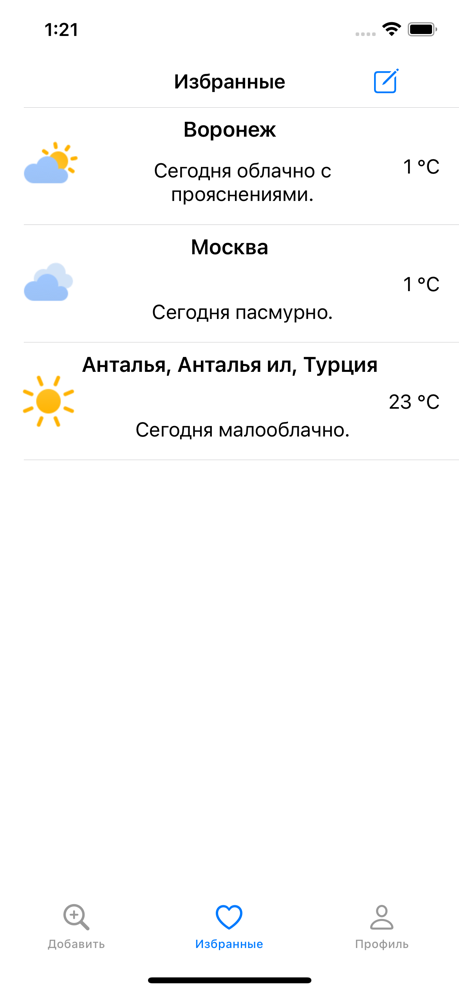 1:21
Избранные
Воронеж
Сегодня облачно с
прояснениями.
1 °C
Москва
1 °C
Сегодня пасмурно.
Анталья, Анталья ил, Турция
23 °C
Сегодня малооблачно.
Добавить
Избранные
Профиль